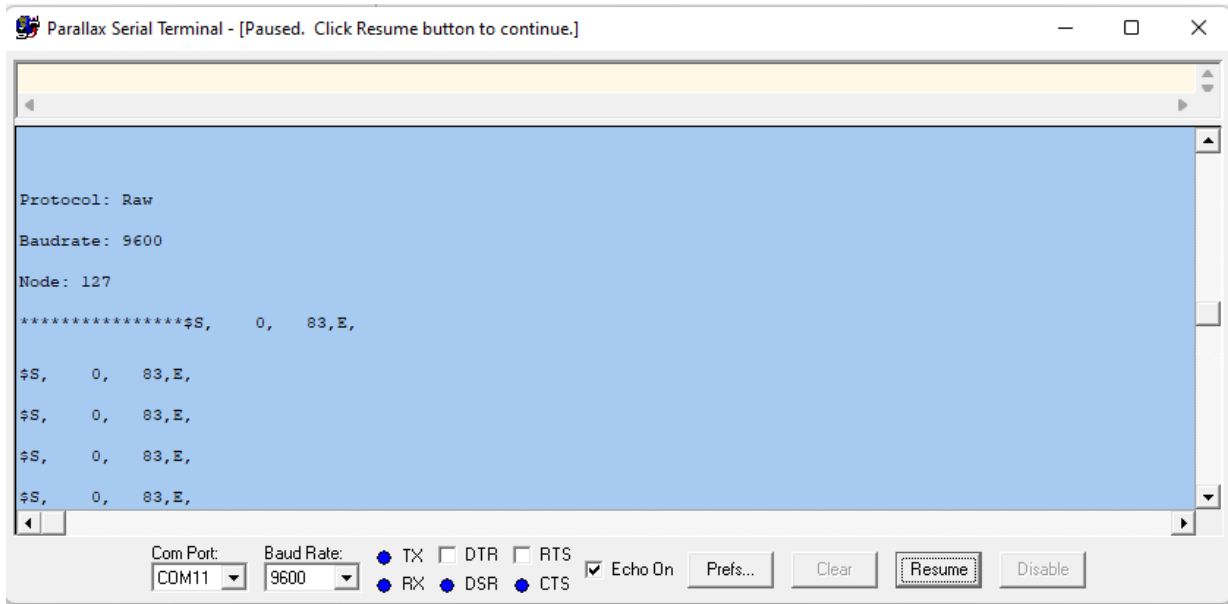 Parallax Serial Terminal - [Paused. Click Resume button to continue.]
Protocol: Raw
Baudrate: 9600
Node: 127
****************$S,    0,   83,E,
$S,    0,   83,E,
$S,    0,   83,E,
$S,    0,   83,E,
$S,    0,   83,E,
Com Port: Baud Rate: TX DTR RTS
COM11 9600 RX DSR CTS Echo On Prefs... Clear Resume Disable